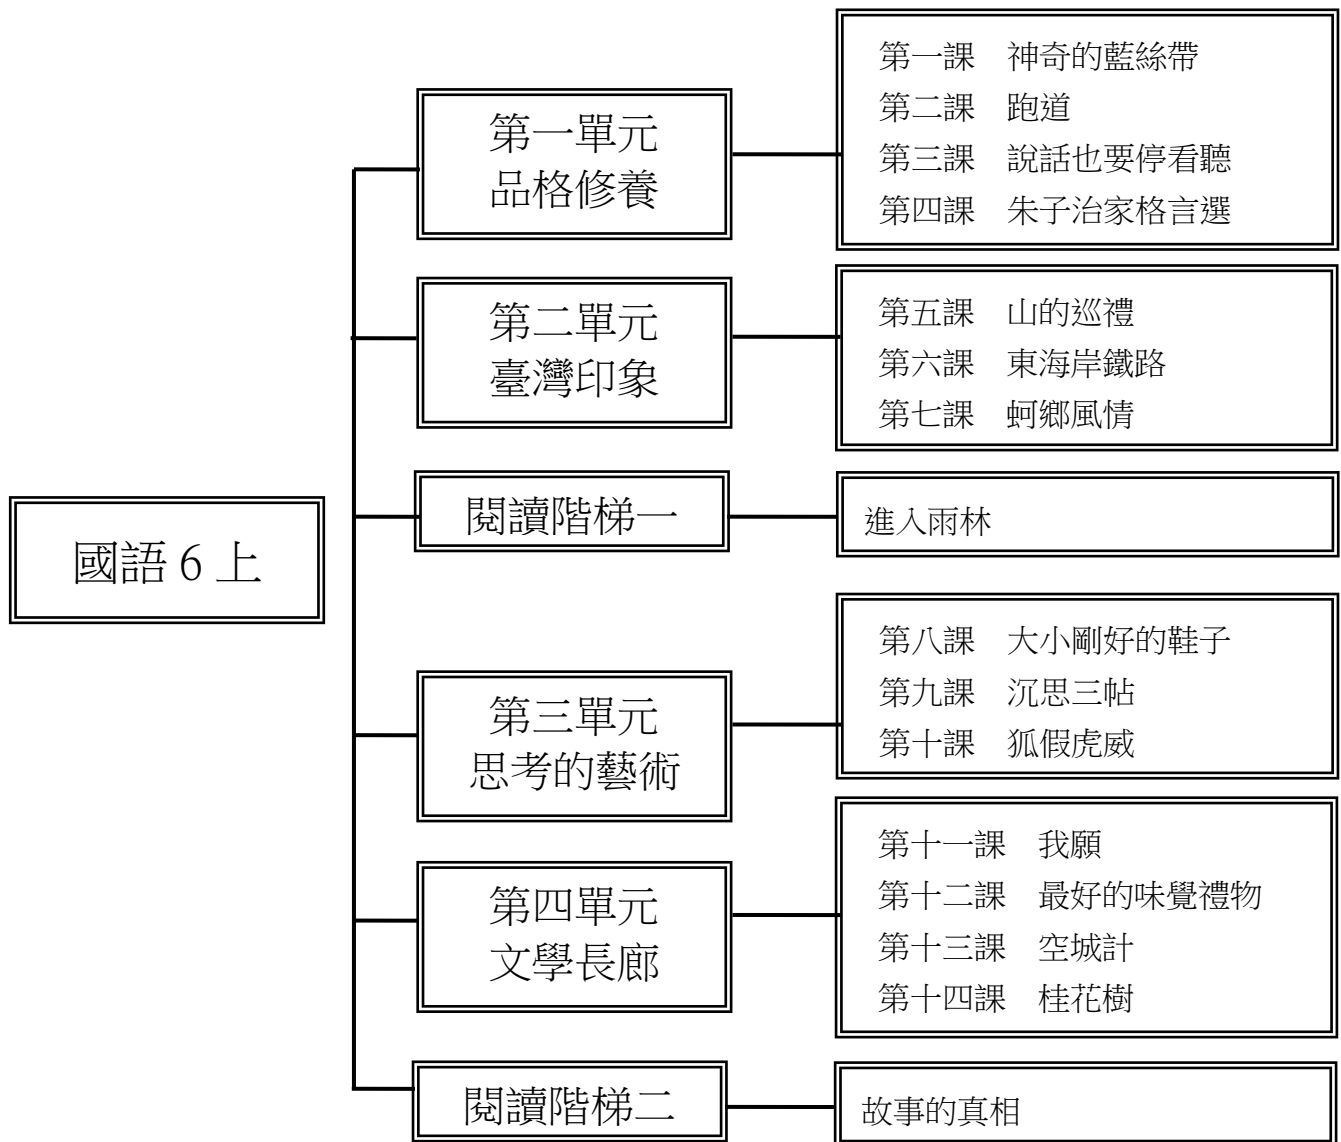 國語 6 上
第一單元
品格修養
第一課　神奇的藍絲帶
第二課　跑道
第三課　說話也要停看聽
第四課　朱子治家格言選
第二單元
臺灣印象
第五課　山的巡禮
第六課　東海岸鐵路
第七課　蚵鄉風情
閱讀階梯一
進入雨林
第三單元
思考的藝術
第八課　大小剛好的鞋子
第九課　沉思三帖
第十課　狐假虎威
第四單元
文學長廊
第十一課　我願
第十二課　最好的味覺禮物
第十三課　空城計
第十四課　桂花樹
閱讀階梯二
故事的真相